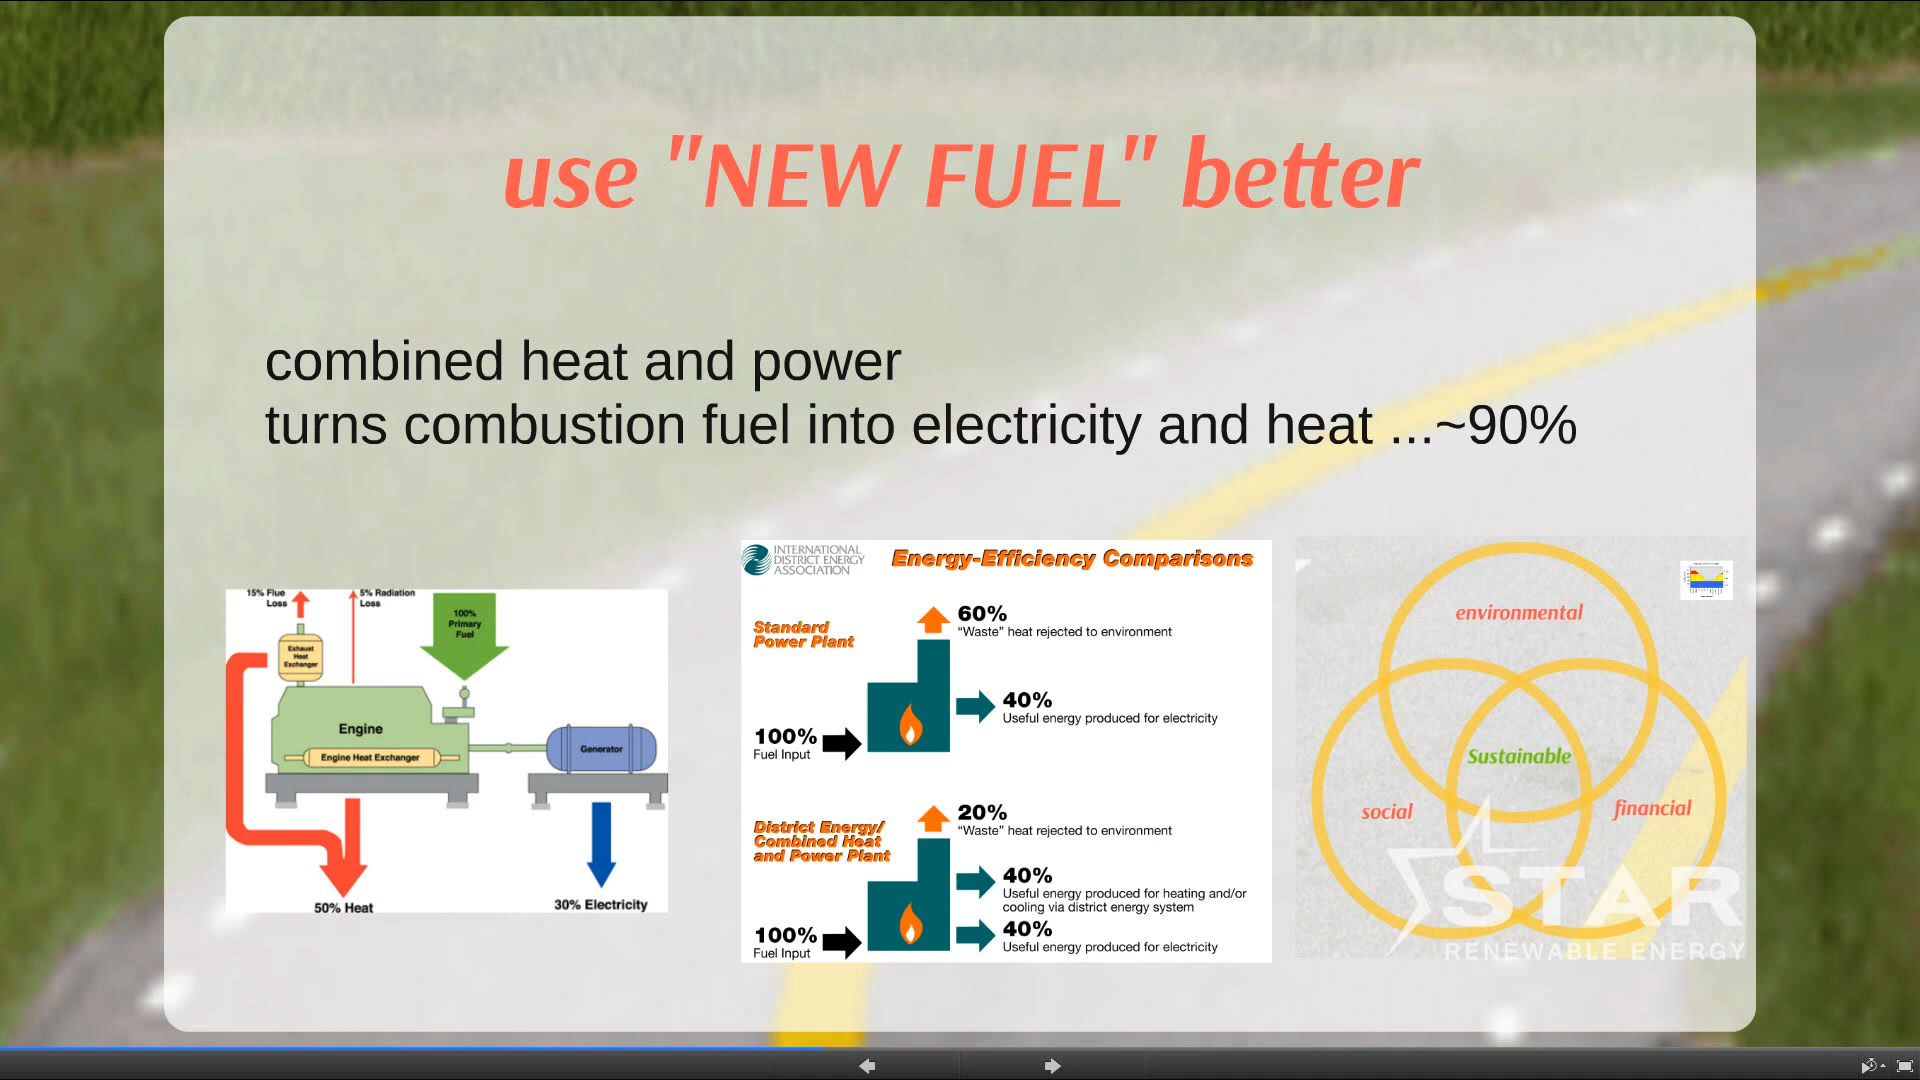 use "NEW FUEL" better
combined heat and power
turns combustion fuel into electricity and heat ...~90%
15% Flue
Loss
5% Radiation
Loss
100%
Primary
Fuel
Exhaust
Heat
Exchanger
Engine
Engine Heat Exchanger
Generator
50% Heat
30% Electricity
INTERNATIONAL
DISTRICT ENERGY
ASSOCIATION
Energy-Efficiency Comparisons
Standard
Power Plant
60%
“Waste” heat rejected to environment
40%
Useful energy produced for electricity
100%
Fuel Input
District Energy/
Combined Heat
and Power Plant
20%
“Waste” heat rejected to environment
40%
Useful energy produced for heating and/or
cooling via district energy system
40%
Useful energy produced for electricity
100%
Fuel Input
environmental
Sustainable
social
financial
STAR
RENEWABLE ENERGY